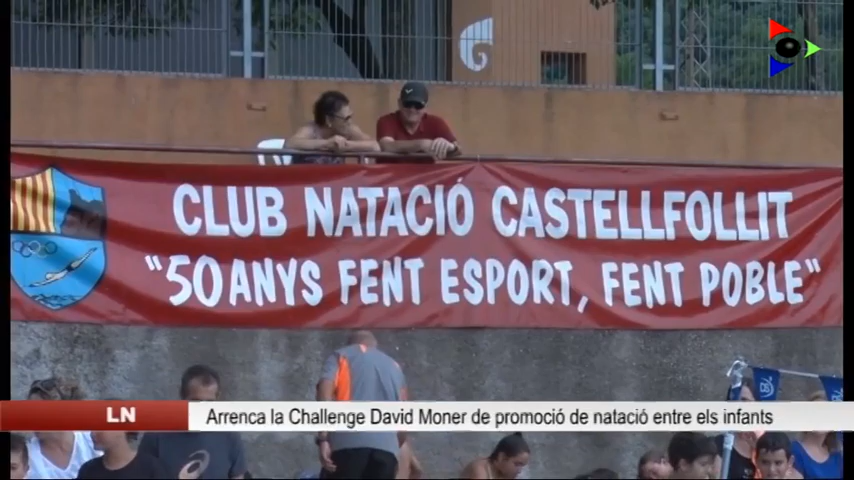 CLUB NATACIÓ CASTELLFOLLIT
"50 ANYS FENT ESPORT, FENT POBLE"
LN Arrenca la Challenge David Moner de promoció de natació entre els infants